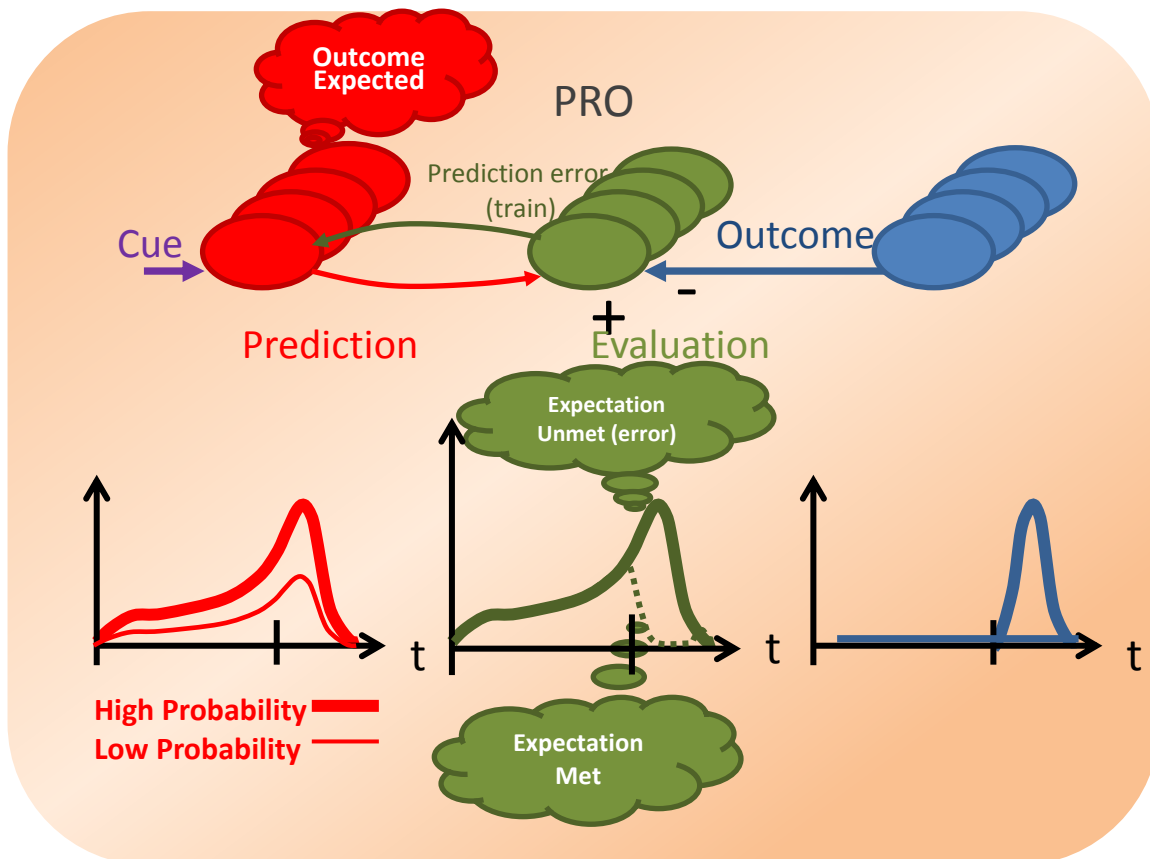 Outcome
Expected
PRO
Prediction error
(train)
Cue
Outcome
-
+
Prediction
Evaluation
Expectation
Unmet (error)
t
t
t
High Probability
Low Probability
Expectation
Met